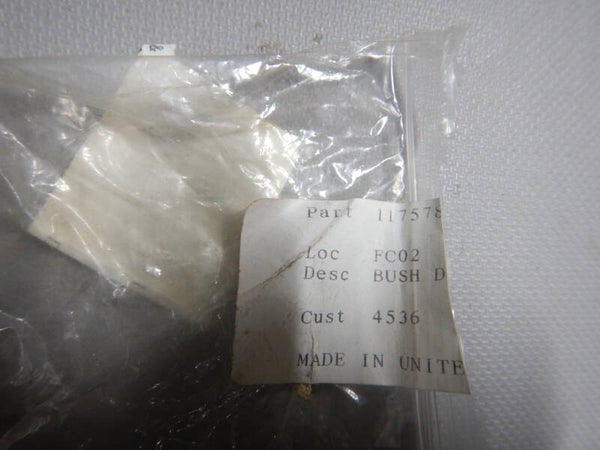 Part 117578
Loc FC02
Desc BUSH D
Cust 4536
MADE IN UNITE